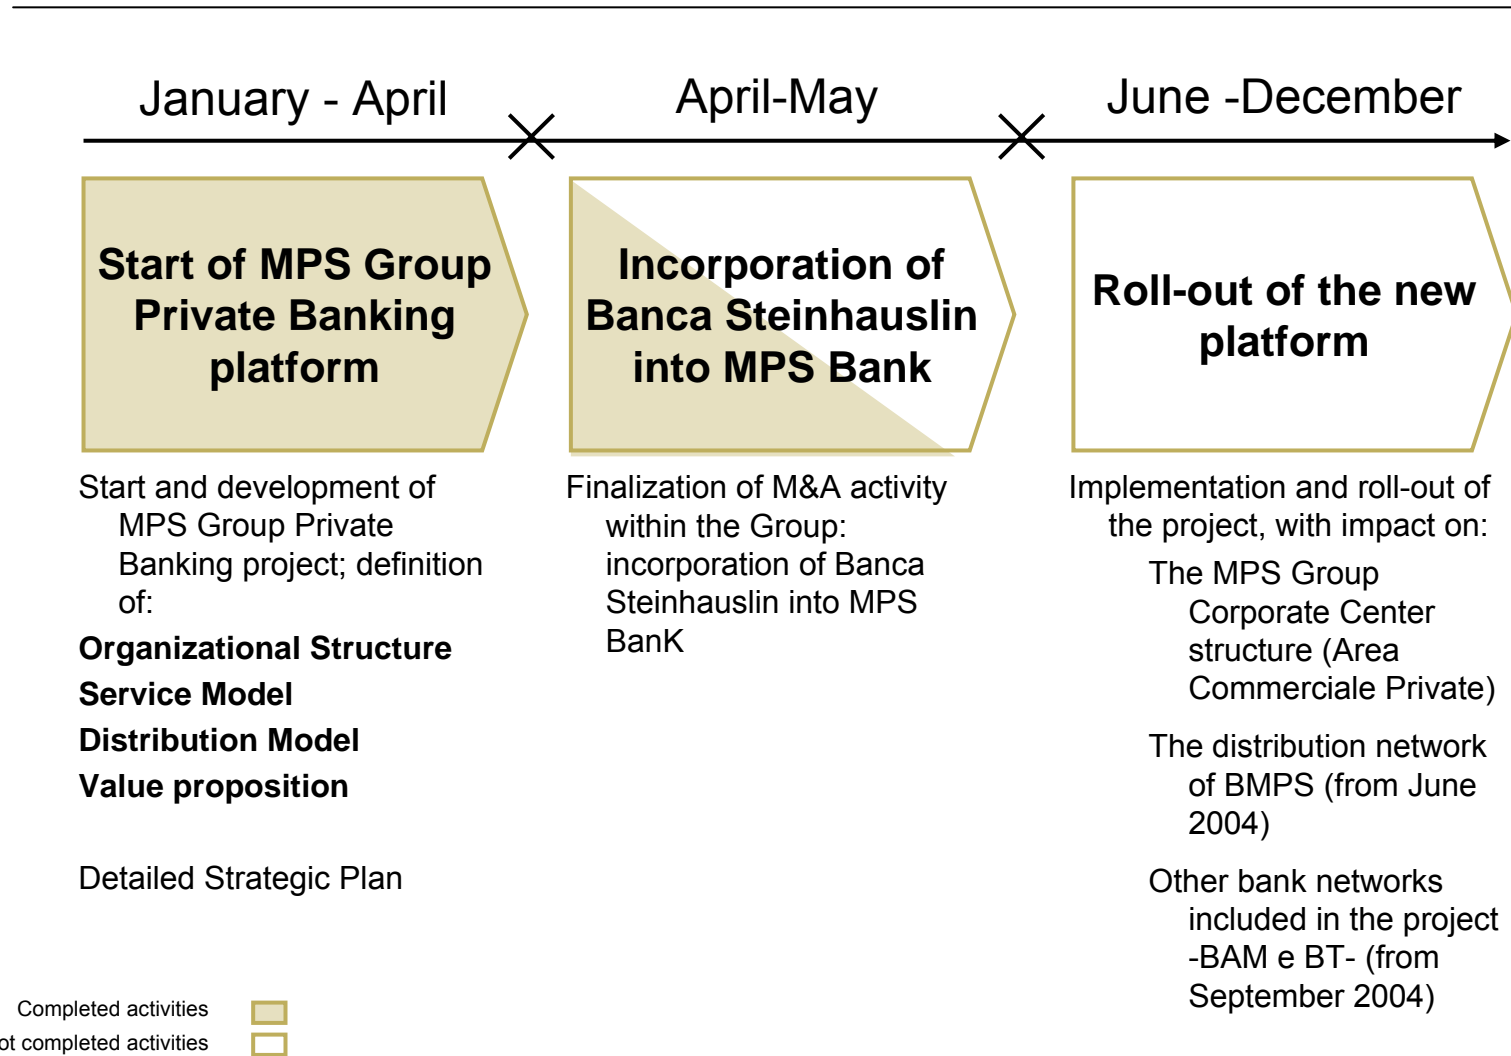 January - April
April-May
June -December
Start of MPS Group
Private Banking
platform
Incorporation of
Banca Steinhauslin
into MPS Bank
Roll-out of the new
platform
Start and development of
MPS Group Private
Banking project; definition
of:
Organizational Structure
Service Model
Distribution Model
Value proposition
Detailed Strategic Plan
Finalization of M&A activity
within the Group:
incorporation of Banca
Steinhauslin into MPS
BanK
Implementation and roll-out of
the project, with impact on:
The MPS Group
Corporate Center
structure (Area
Commerciale Private)
The distribution network
of BMPS (from June
2004)
Other bank networks
included in the project
-BAM e BT- (from
September 2004)
Completed activities
ot completed activities